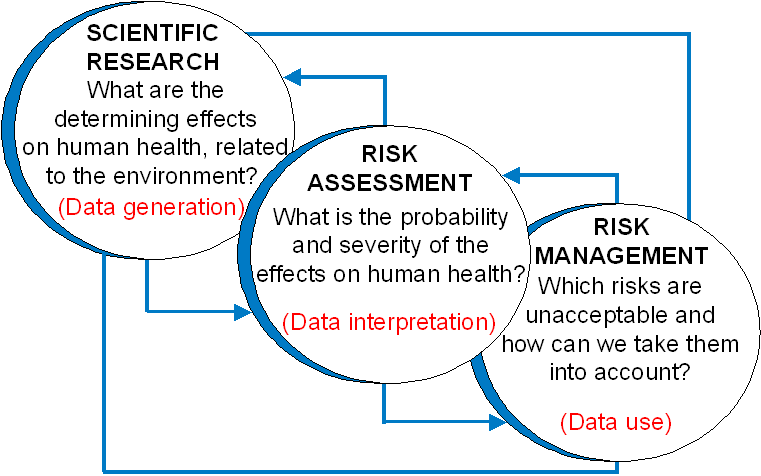 SCIENTIFIC
RESEARCH
What are the
determining effects
on human health, related
to the environment?
(Data generation)
RISK
ASSESSMENT
What is the probability
and severity of the
effects on human health?
(Data interpretation)
RISK
MANAGEMENT
Which risks are
unacceptable and
how can we take them
into account?
(Data use)